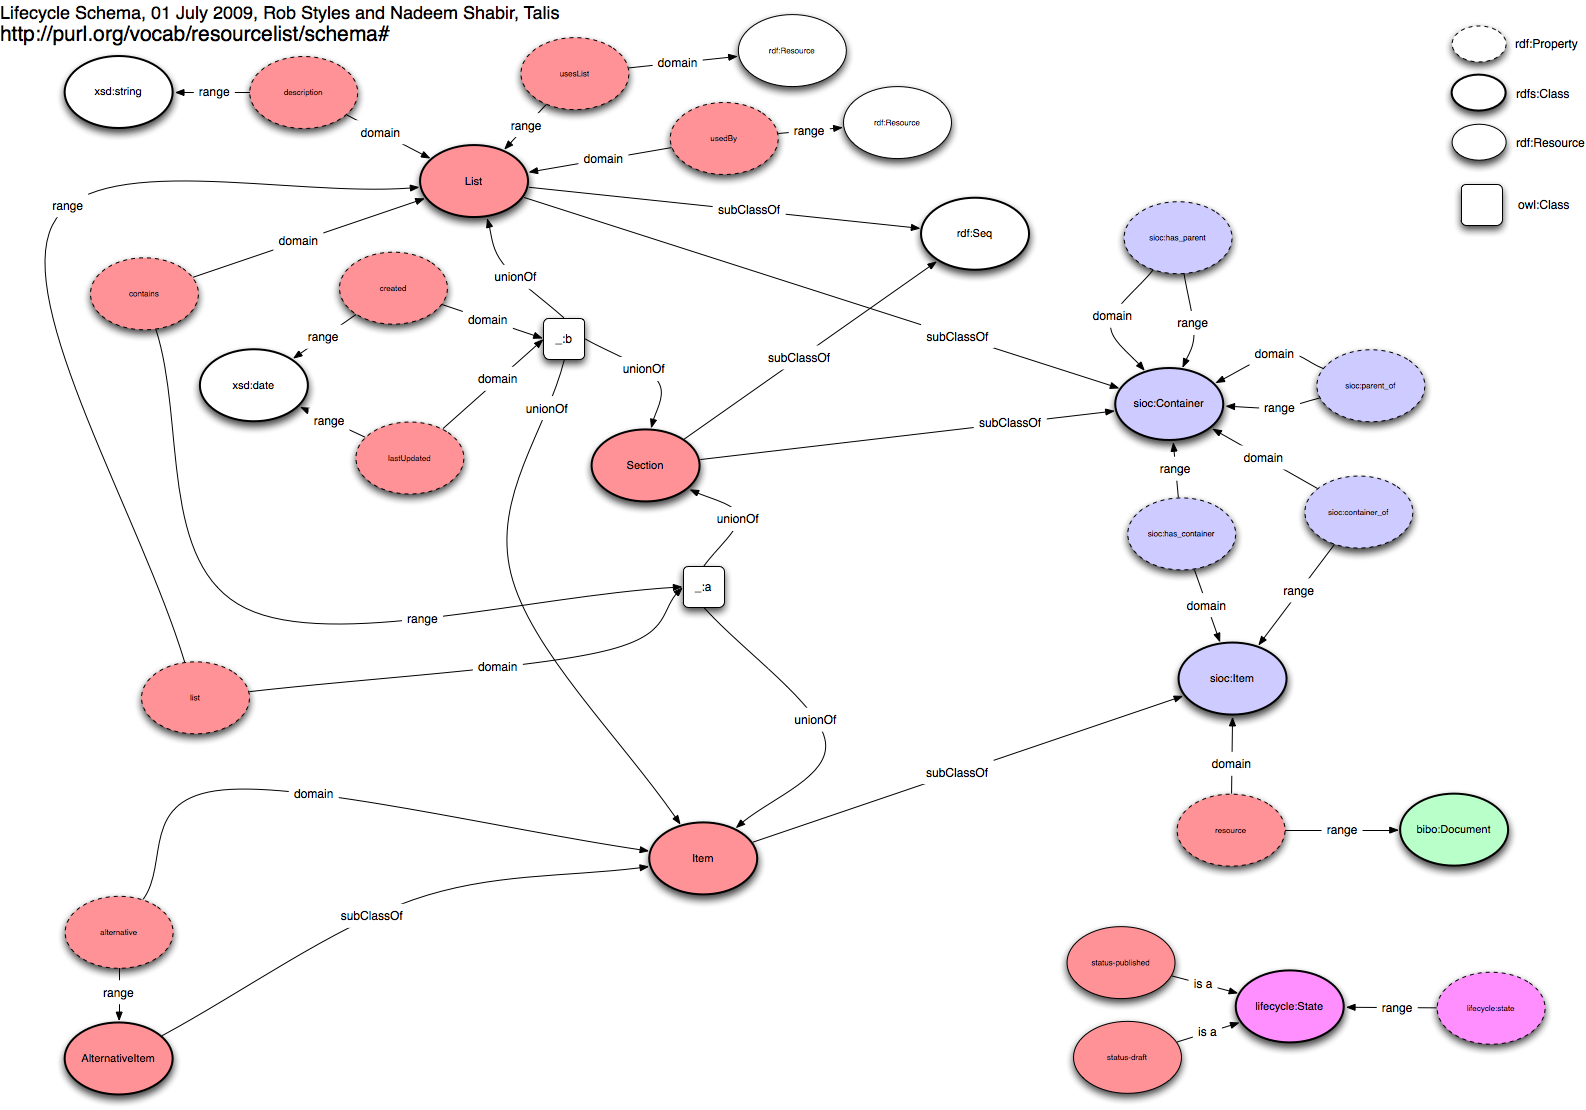 Lifecycle Schema, 01 July 2009, Rob Styles and Nadeem Shabir, Talis
http://purl.org/vocab/resourcelist/schema#
rdf:Property
rdfs:Class
rdf:Resource
owl:Class
xsd:string
range
description
domain
usesList
domain
rdf:Resource
range
usedBy
range
rdf:Resource
domain
List
range
subClassOf
rdf:Seq
sioc:has_parent
domain
contains
created
unionOf
domain
range
_:b
subClassOf
domain
range
xsd:date
domain
unionOf
subClassOf
domain
sioc:parent_of
range
sioc:Container
range
lastUpdated
unionOf
Section
subClassOf
range
domain
unionOf
sioc:has_container
sioc:container_of
_:a
range
domain
range
list
domain
sioc:Item
unionOf
subClassOf
domain
domain
resource
range
bibo:Document
Item
alternative
subClassOf
range
AlternativeItem
status-published
is a
lifecycle:State
range
lifecycle:state
is a
status-draft